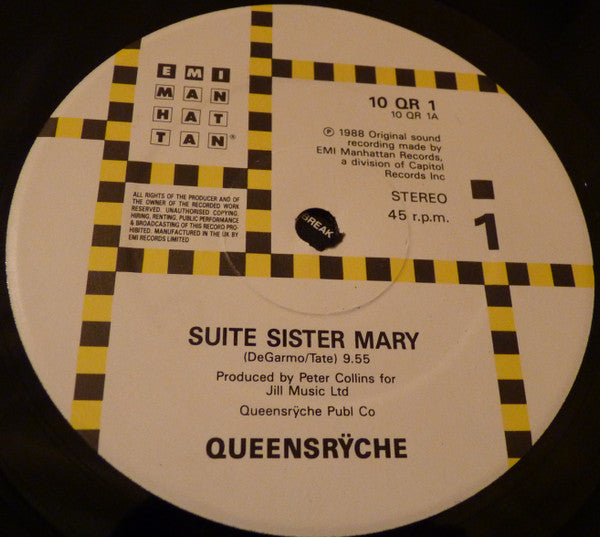 EMI
MAN
HAT
TAN®
10 QR 1
10 QR 1A
℗ 1988 Original sound
recording made by
EMI Manhattan Records,
a division of Capitol
Records Inc
STEREO
45 r.p.m.
1
ALL RIGHTS OF THE PRODUCER AND OF
THE OWNER OF THE RECORDED WORK
RESERVED. UNAUTHORISED COPYING,
HIRING, RENTING, PUBLIC PERFORMANCE
& BROADCASTING OF THIS RECORD PRO-
HIBITED. MANUFACTURED IN THE UK BY
EMI RECORDS LIMITED
BREAK
SUITE SISTER MARY
(DeGarmo/Tate) 9.55
Produced by Peter Collins for
Jill Music Ltd
Queensrÿche Publ Co
QUEENSRŸCHE